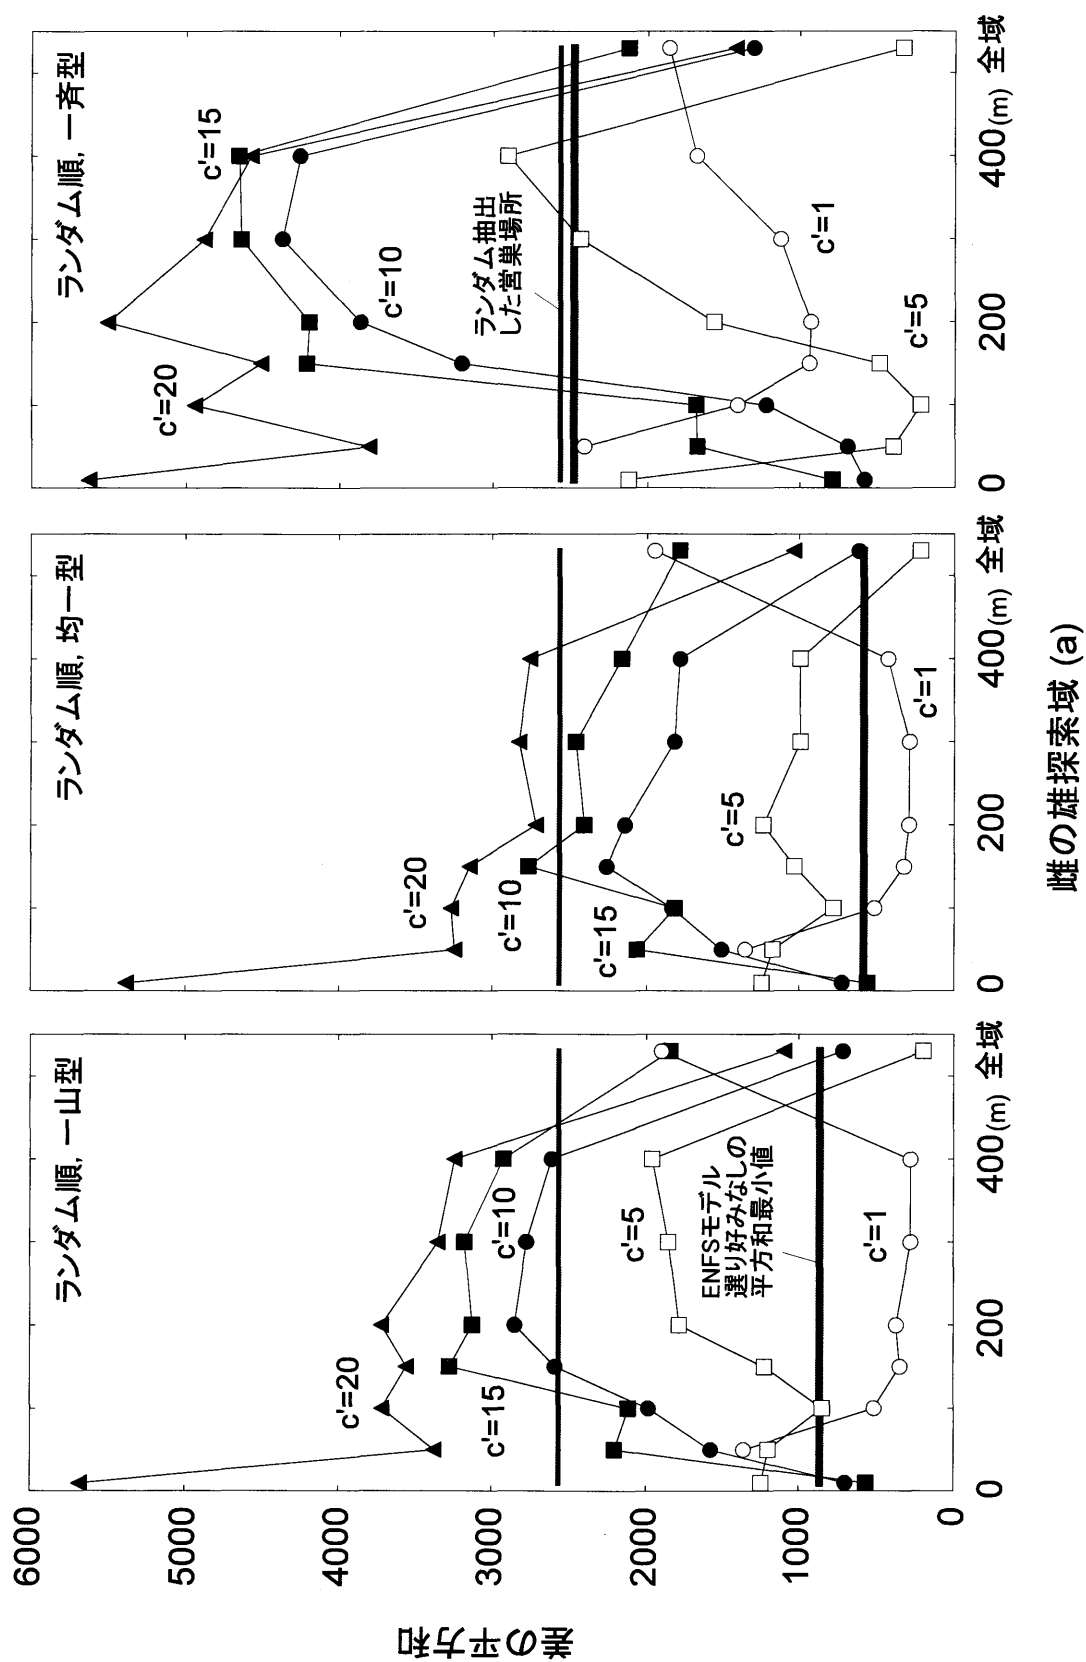 差の平方和
6000
5000
4000
3000
2000
1000
0
ランダム順, 一山型
c'=20
c'=15
c'=10
c'=5
ENFSモデル
選り好みなしの
平方和最小値
c'=1
0
200
400(m)
全域
ランダム順, 均一型
c'=20
c'=10
c'=15
c'=5
c'=1
0
200
400(m)
全域
ランダム順, 一斉型
c'=15
c'=20
c'=10
ランダム抽出
した営巣場所
c'=1
c'=5
0
200
400(m)
全域
雌の雄探索域 (a)